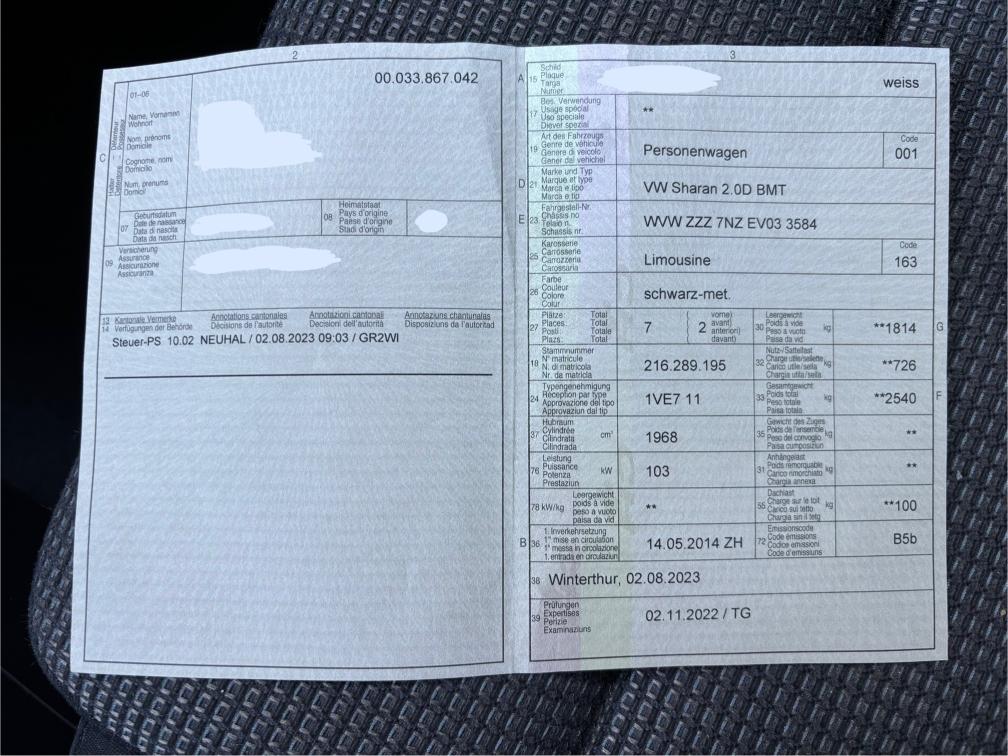 2
00.033.867.042
01-06
Name, Vornamen
Wohnort
Nom, prénoms
Domicile
Cognome, nomi
Domicilio
Num, prenums
Domicil
C
07
Geburtsdatum
Date de naissance
Data di nascita
Data da nasch.
08
Heimatstaat
Pays d'origine
Paese d'origine
Stadi d'origin
09
Versicherung
Assurance
Assicurazione
Assicuranza
13 Kantonale Vermerke Annotations cantonales Annotazioni cantonali Annotaziuns chantunalas
14 Verfügungen der Behörde Décisions de l'autorité Decisioni dell'autorità Disposiziuns da l'autoritad
Steuer-PS 10.02 NEUHAL / 02.08.2023 09:03 / GR2WI
3
A 15
Schild
Plaque
Targa
Numer
weiss
17
Bes. Verwendung
Usage spécial
Uso speciale
Diever spezial
**
19
Art des Fahrzeugs
Genre de véhicule
Genere di veicolo
Gener dal vehichel
Personenwagen
Code
001
D 21
Marke und Typ
Marque et type
Marca e tipo
Marca e tip
VW Sharan 2.0D BMT
E 23
Fahrgestell-Nr.
Châssis no
Telaio n.
Schassis nr.
WVW ZZZ 7NZ EV03 3584
25
Karosserie
Carrosserie
Carrozzeria
Carossaria
Limousine
Code
163
26
Farbe
Couleur
Colore
Colur
schwarz-met.
27
Plätze: Total
Places: Total
Posti: Totale
Plazs: Total
7
2
vorne)
avant)
anteriori)
davant)
30
Leergewicht
Poids à vide
Peso a vuoto
Paisa da vid
kg
**1814
G
18
Stammnummer
N° matricule
N. di matricola
Nr. da matricla
216.289.195
32
Nutz-/Sattellast
Charge utile/sellette
Carico utile/sella
Chargia utila/sella
kg
**726
24
Typengenehmigung
Réception par type
Approvazione del tipo
Approvaziun dal tip
1VE7 11
33
Gesamtgewicht
Poids total
Peso totale
Paisa totala
kg
**2540
F
37
Hubraum
Cylindrée
Cilindrata
Cilindrada
cm³
1968
35
Gewicht des Zuges
Poids de l'ensemble
Peso del convoglio
Paisa cumposiziun
kg
**
76
Leistung
Puissance
Potenza
Prestaziun
kW
103
31
Anhängelast
Poids remorquable
Carico rimorchiato
Chargia annexa
kg
**
78 kW/kg
Leergewicht
poids à vide
peso a vuoto
paisa da vid
**
55
Dachlast
Charge sur le toit
Carico sul tetto
Chargia sin il tetg
kg
**100
B 36
1. Inverkehrsetzung
1re mise en circulation
1a messa in circolazione
1. entrada en circulaziun
14.05.2014 ZH
72
Emissionscode
Code émissions
Codice emissioni
Code d'emissiuns
B5b
38 Winterthur, 02.08.2023
39
Prüfungen
Expertises
Perizie
Examinaziuns
02.11.2022 / TG